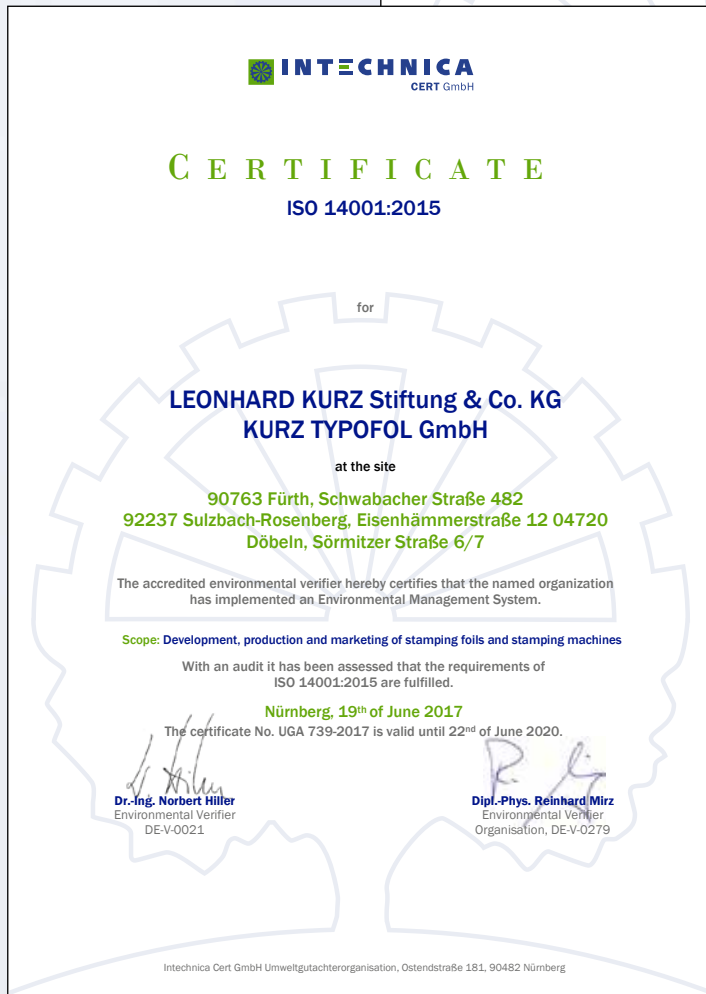 INTECHNICA
CERT GmbH
CERTIFICATE
ISO 14001:2015
for
LEONHARD KURZ Stiftung & Co. KG
KURZ TYPOFOL GmbH
at the site
90763 Fürth, Schwabacher Straße 482
92237 Sulzbach-Rosenberg, Eisenhämmerstraße 12 04720
Döbeln, Sörmitzer Straße 6/7
The accredited environmental verifier hereby certifies that the named organization
has implemented an Environmental Management System.
Scope: Development, production and marketing of stamping foils and stamping machines
With an audit it has been assessed that the requirements of
ISO 14001:2015 are fulfilled.
Nürnberg, 19th of June 2017
The certificate No. UGA 739-2017 is valid until 22nd of June 2020.
Dr.-Ing. Norbert Hiller
Environmental Verifier
DE-V-0021
Dipl.-Phys. Reinhard Mirz
Environmental Verifier
Organisation, DE-V-0279
Intechnica Cert GmbH Umweltgutachterorganisation, Ostendstraße 181, 90482 Nürnberg